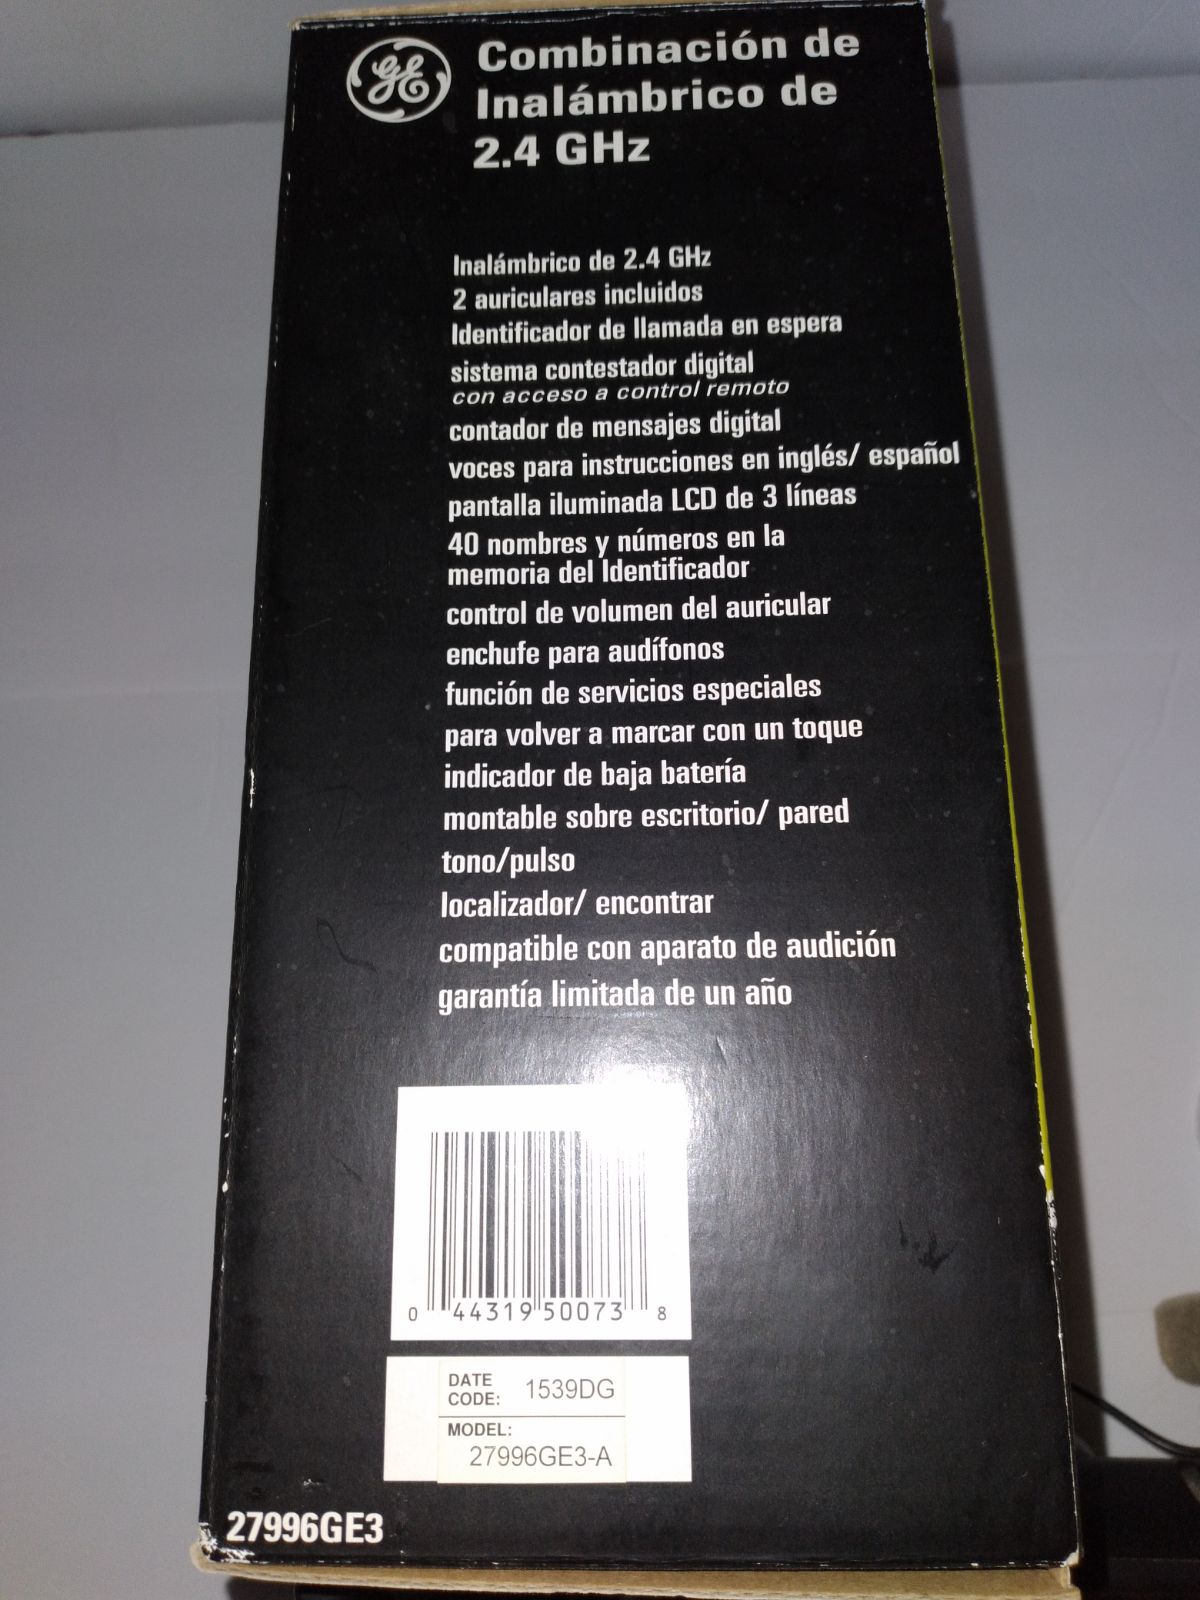 GE
Combinación de
Inalámbrico de
2.4 GHz
Inalámbrico de 2.4 GHz
2 auriculares incluidos
Identificador de llamada en espera
sistema contestador digital
con acceso a control remoto
contador de mensajes digital
voces para instrucciones en inglés/ español
pantalla iluminada LCD de 3 líneas
40 nombres y números en la
memoria del Identificador
control de volumen del auricular
enchufe para audífonos
función de servicios especiales
para volver a marcar con un toque
indicador de baja batería
montable sobre escritorio/ pared
tono/pulso
localizador/ encontrar
compatible con aparato de audición
garantía limitada de un año
0 44319 50073 8
DATE
CODE: 1539DG
MODEL:
27996GE3-A
27996GE3